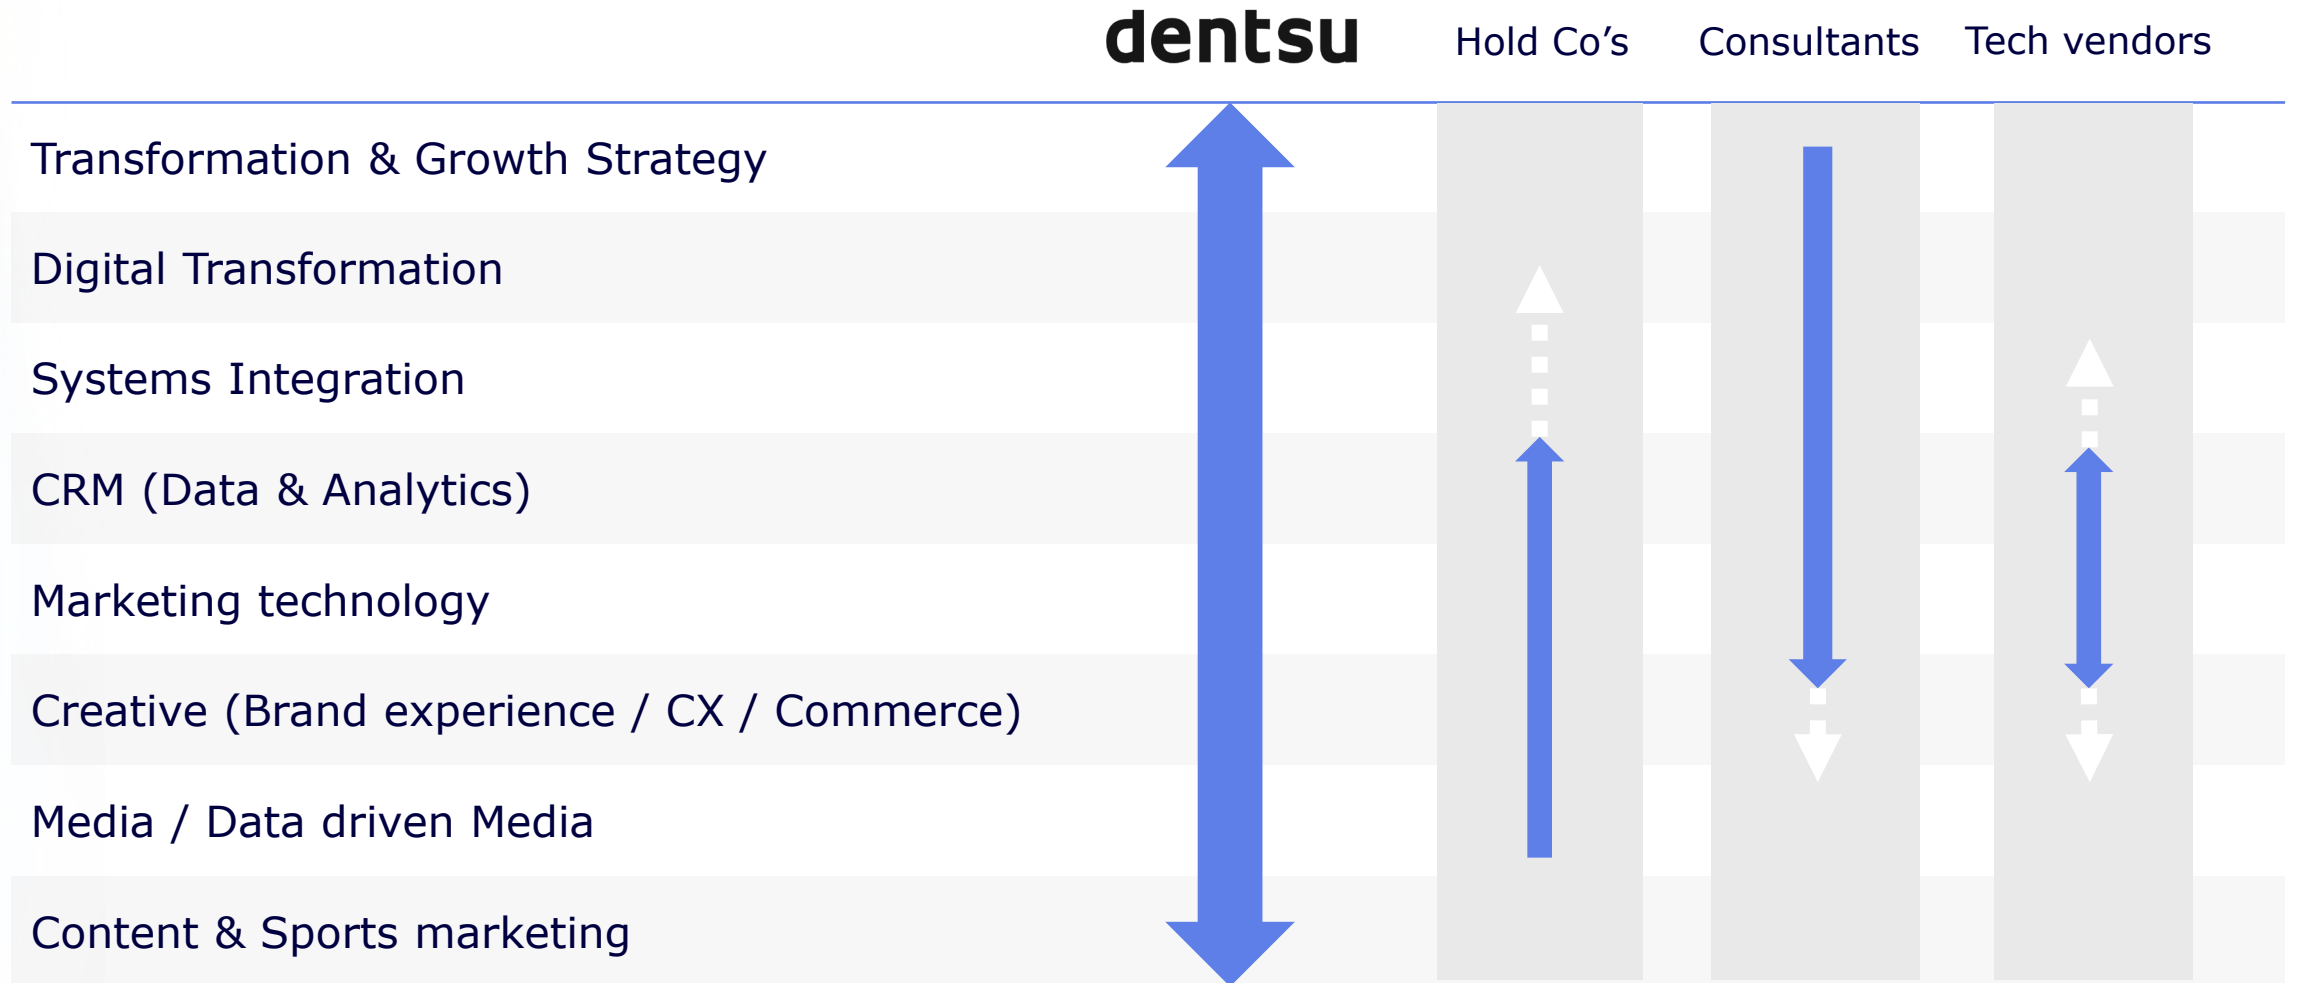 dentsu
Hold Co’s
Consultants
Tech vendors
Transformation & Growth Strategy
Digital Transformation
Systems Integration
CRM (Data & Analytics)
Marketing technology
Creative (Brand experience / CX / Commerce)
Media / Data driven Media
Content & Sports marketing